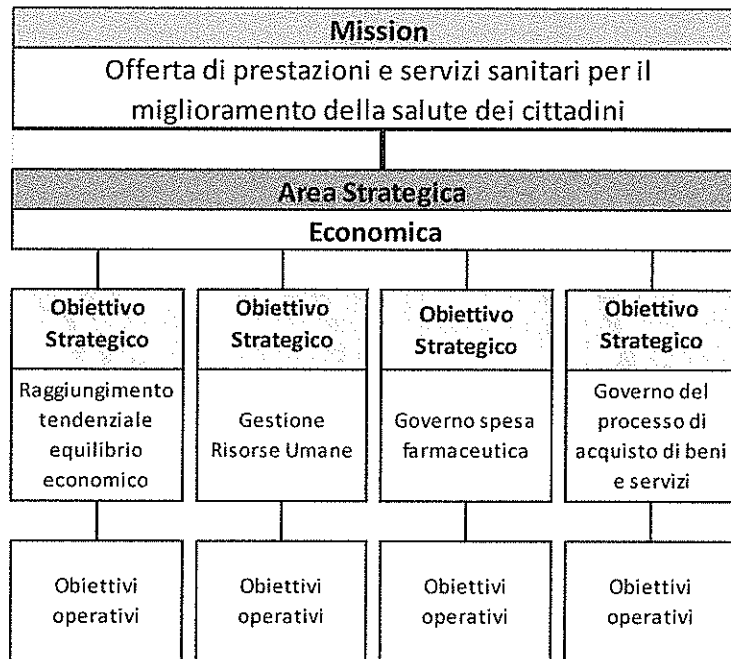 Mission
Offerta di prestazioni e servizi sanitari per il
miglioramento della salute dei cittadini
Area Strategica
Economica
Obiettivo
Strategico
Raggiungimento
tendenziale
equilibrio
economico
Obiettivo
Strategico
Gestione
Risorse Umane
Obiettivo
Strategico
Governo spesa
farmaceutica
Obiettivo
Strategico
Governo del
processo di
acquisto di beni
e servizi
Obiettivi
operativi
Obiettivi
operativi
Obiettivi
operativi
Obiettivi
operativi